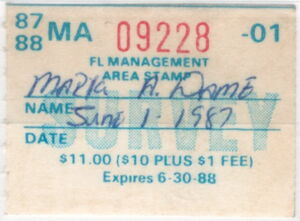 87
88 MA 09228 -01
FL MANAGEMENT
AREA STAMP
Maria A. Dame
NAME
June 1 - 1987
DATE
SURVEY
$11.00 ($10 PLUS $1 FEE)
Expires 6-30-88